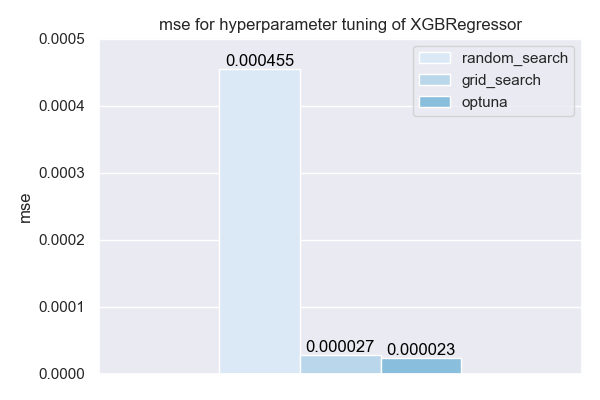 mse for hyperparameter tuning of XGBRegressor
0.0005
0.0004
0.0003
0.0002
0.0001
0.0000
mse
0.000455
0.000027
0.000023
random_search
grid_search
optuna